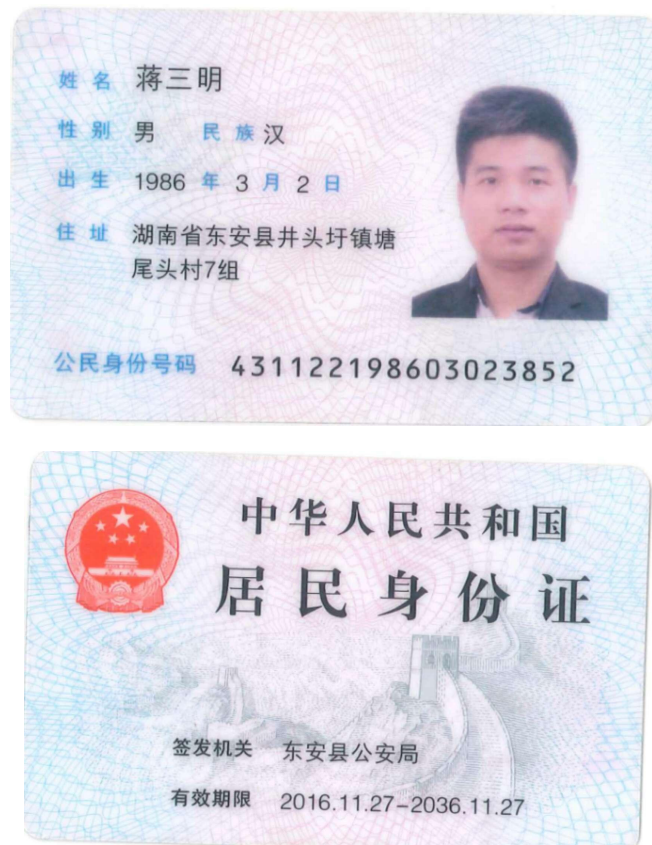 姓名 蒋三明
性别 男 民族 汉
出生 1986 年 3 月 2 日
住址 湖南省东安县井头圩镇塘
尾头村7组
公民身份号码 431122198603023852
中华人民共和国
居民身份证
签发机关 东安县公安局
有效期限 2016.11.27-2036.11.27